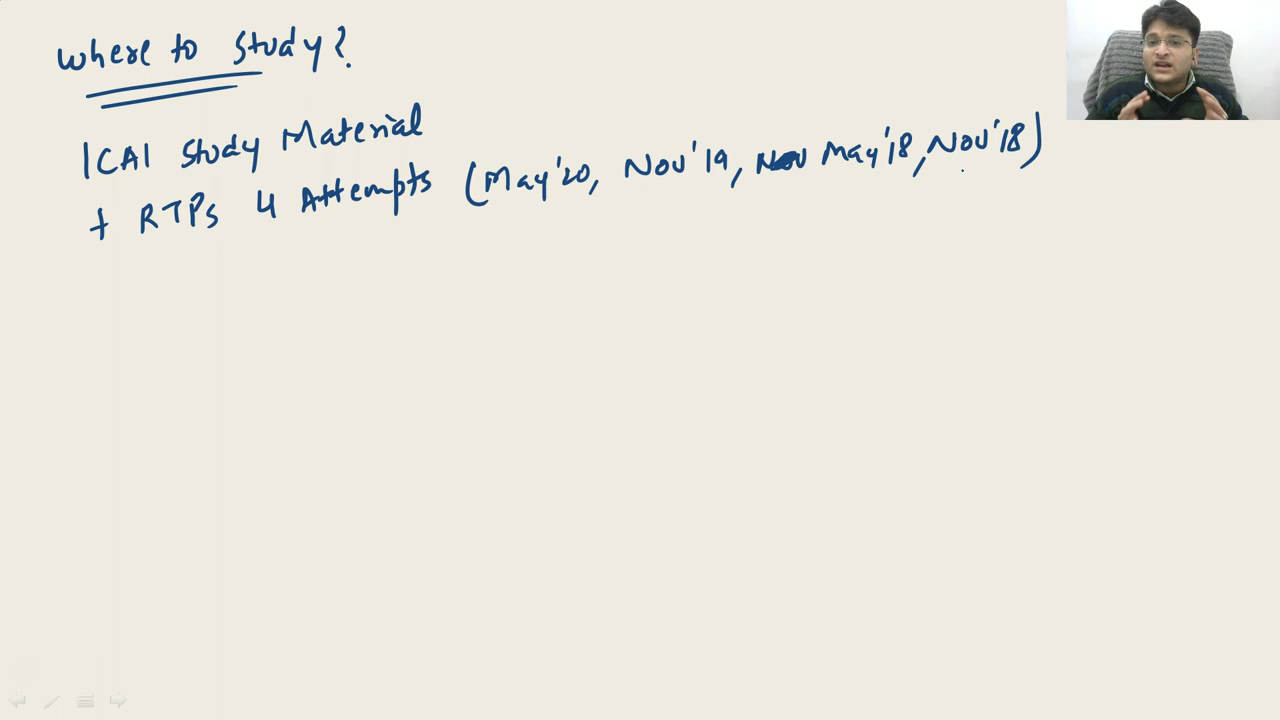 Where to study?
ICAI Study Material
+ RTPs 4 Attempts (May'20, Nov'19, Nov May'18, Nov'18)